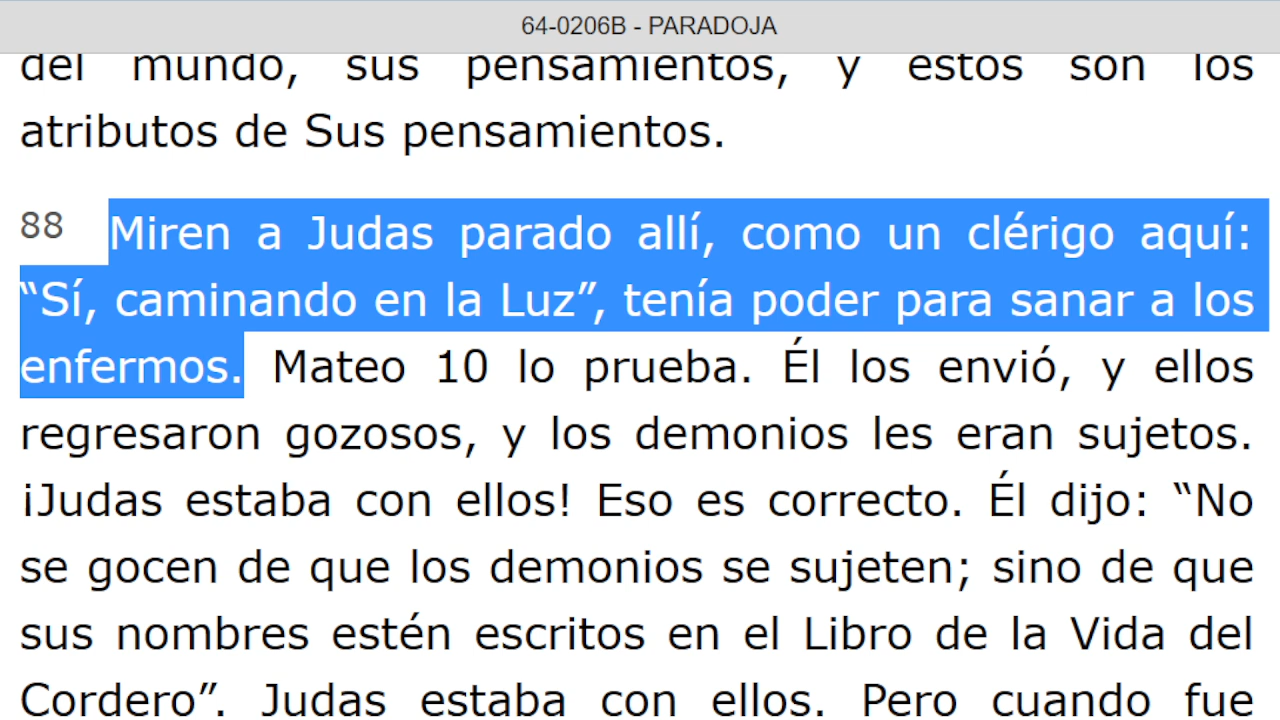 64-0206B - PARADOJA
del mundo, sus pensamientos, y estos son los
atributos de Sus pensamientos.
88 Miren a Judas parado allí, como un clérigo aquí:
“Sí, caminando en la Luz”, tenía poder para sanar a los
enfermos. Mateo 10 lo prueba. Él los envió, y ellos
regresaron gozosos, y los demonios les eran sujetos.
¡Judas estaba con ellos! Eso es correcto. Él dijo: “No
se gocen de que los demonios se sujeten; sino de que
sus nombres estén escritos en el Libro de la Vida del
Cordero”. Judas estaba con ellos. Pero cuando fue